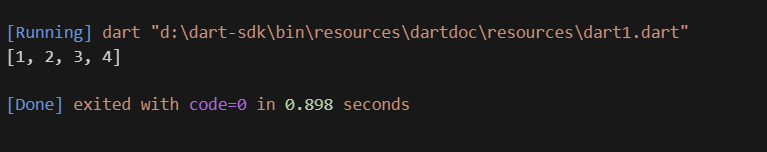 [Running] dart "d:\dart-sdk\bin\resources\dartdoc\resources\dart1.dart"
[1, 2, 3, 4]
[Done] exited with code=0 in 0.898 seconds